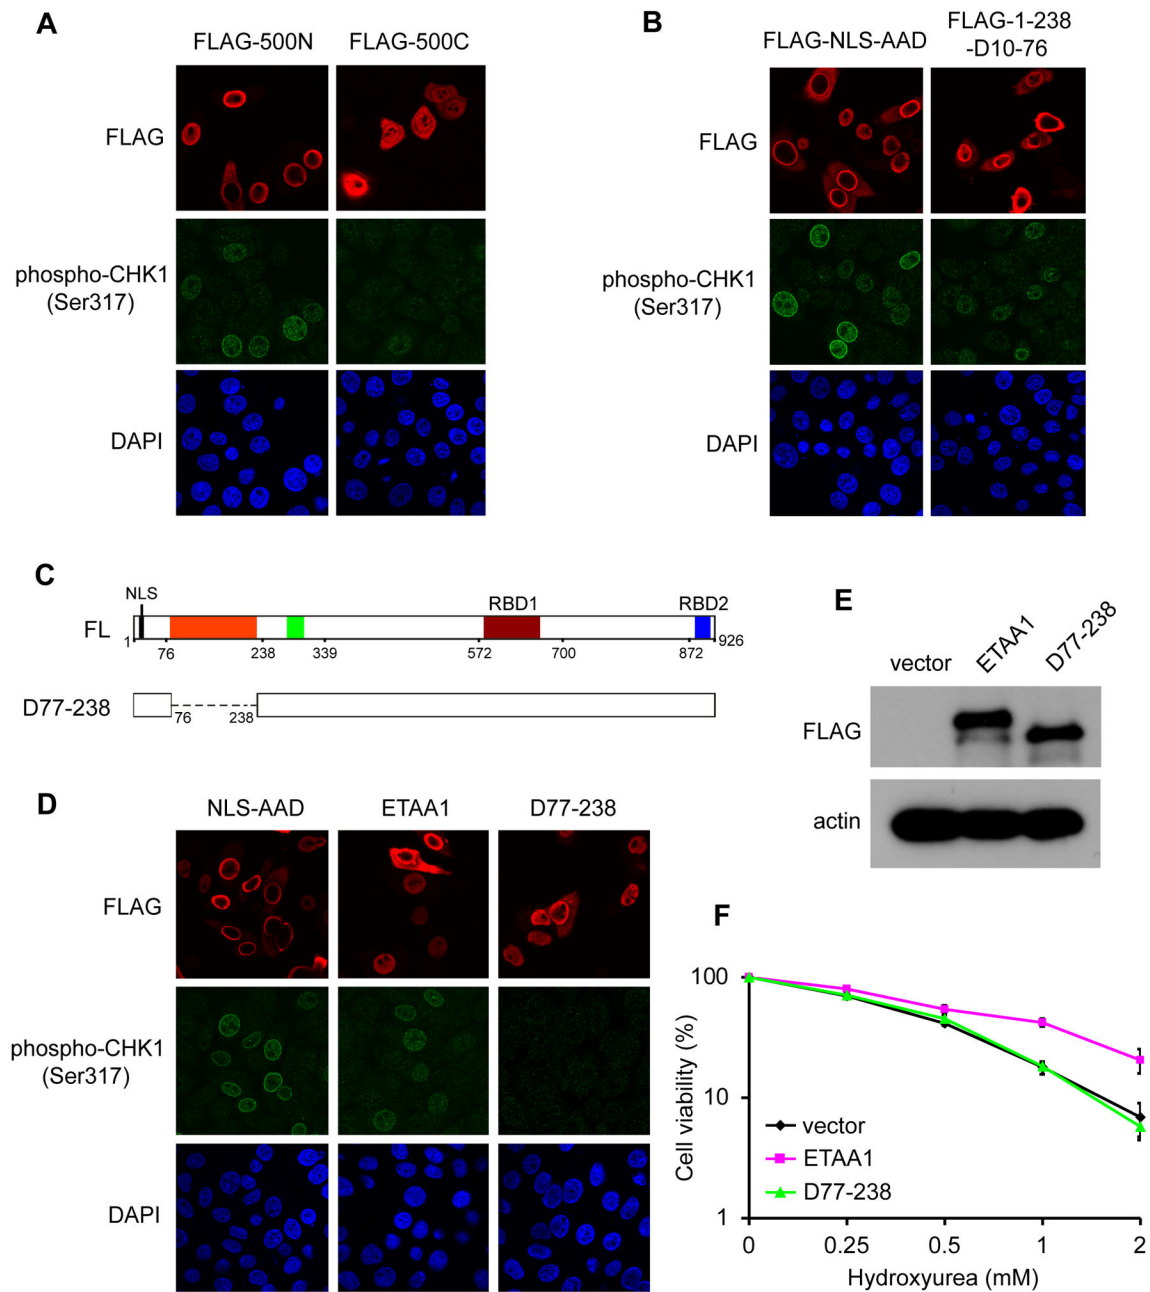 A
FLAG-500N
FLAG-500C
FLAG
phospho-CHK1
(Ser317)
DAPI
B
FLAG-NLS-AAD
FLAG-1-238
-D10-76
FLAG
phospho-CHK1
(Ser317)
DAPI
C
NLS
RBD1
RBD2
FL
1
76
238
339
572
700
872
926
D77-238
76
238
D
NLS-AAD
ETAA1
D77-238
FLAG
phospho-CHK1
(Ser317)
DAPI
E
vector
ETAA1
D77-238
FLAG
actin
F
Cell viability (%)
100
10
1
vector
ETAA1
D77-238
0
0.25
0.5
1
2
Hydroxyurea (mM)